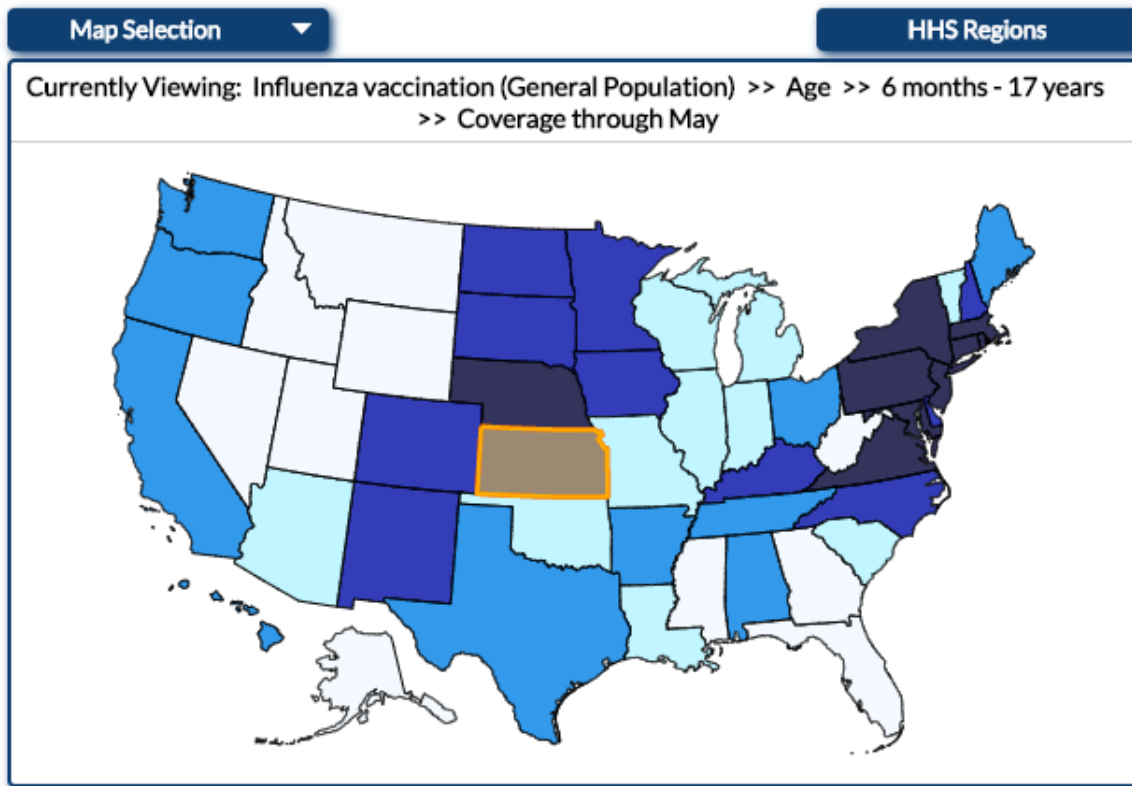 Map Selection
HHS Regions
Currently Viewing: Influenza vaccination (General Population) >> Age >> 6 months - 17 years
>> Coverage through May